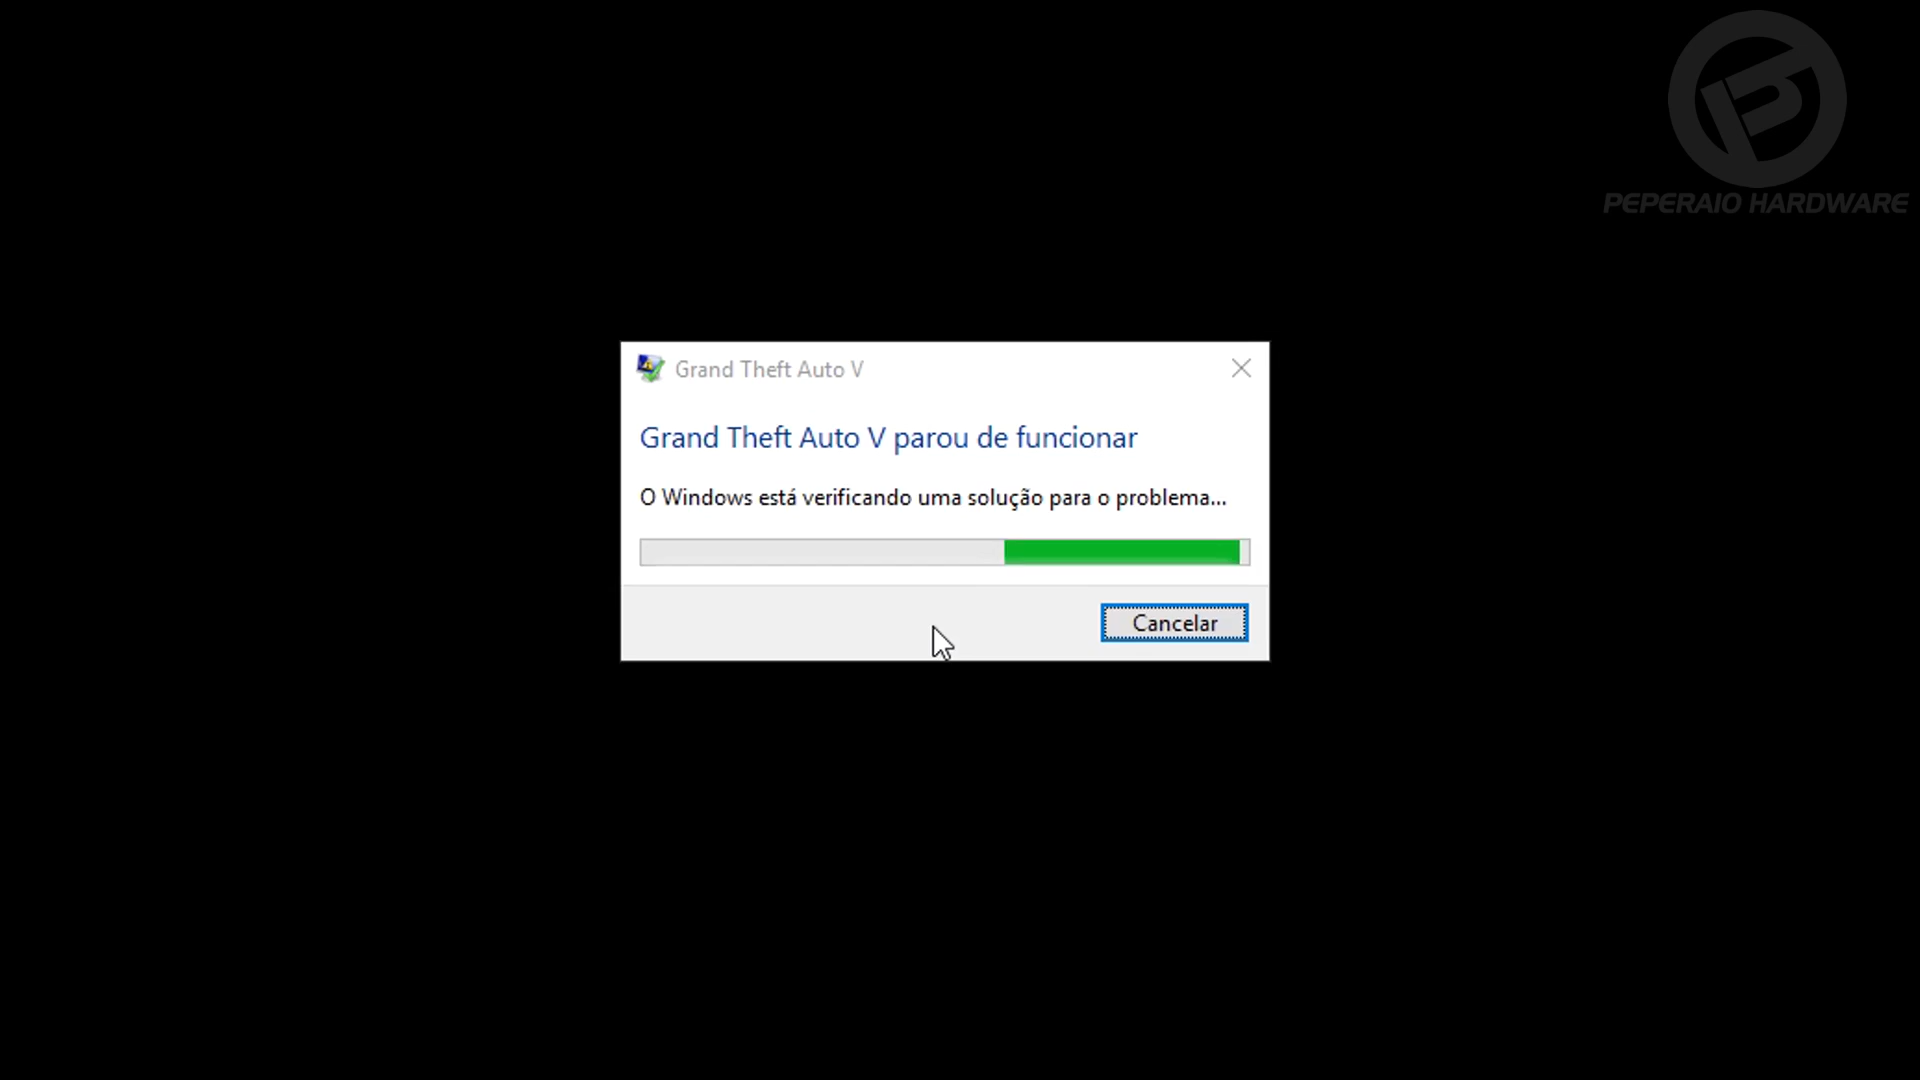 PEPERAIO HARDWARE
Grand Theft Auto V
Grand Theft Auto V parou de funcionar
O Windows está verificando uma solução para o problema...
Cancelar